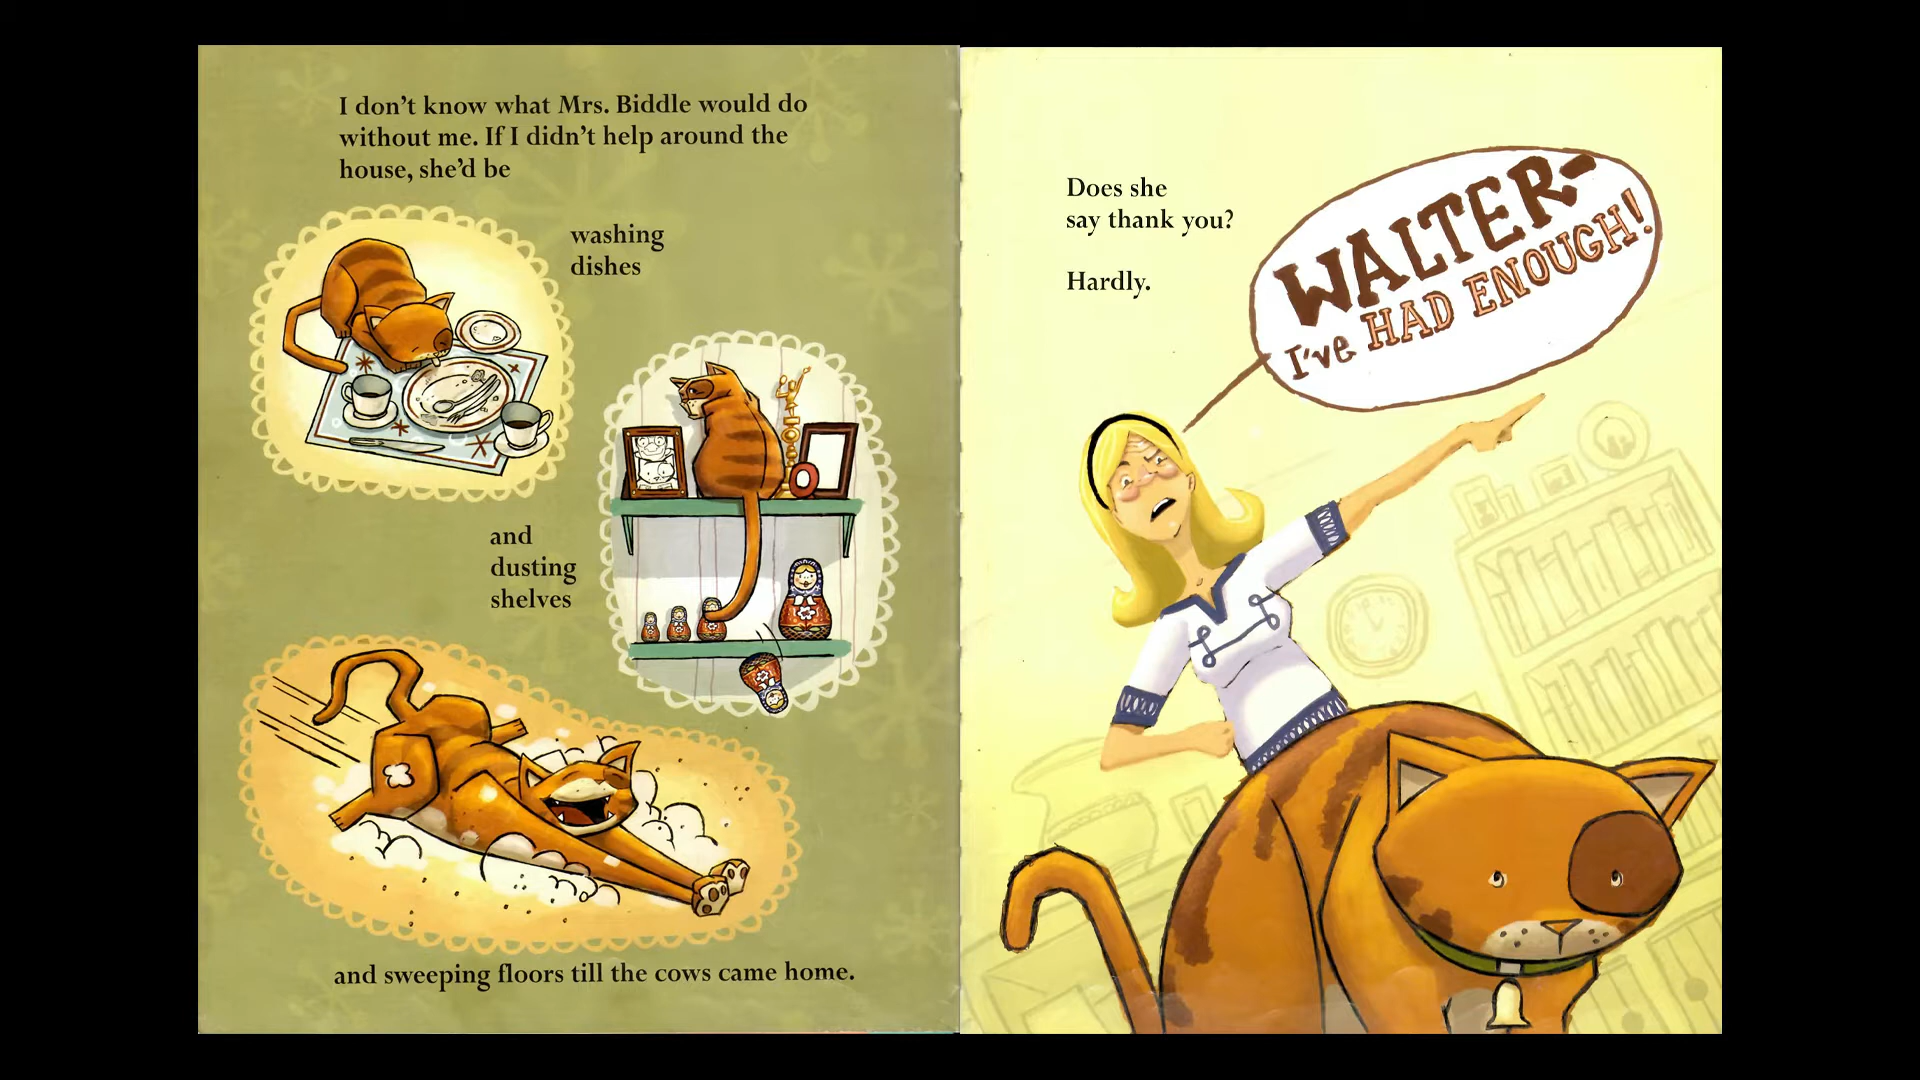 I don't know what Mrs. Biddle would do
without me. If I didn't help around the
house, she'd be
washing
dishes
and
dusting
shelves
and sweeping floors till the cows came home.
Does she
say thank you?
Hardly.
WALTER-
I've HAD ENOUGH!